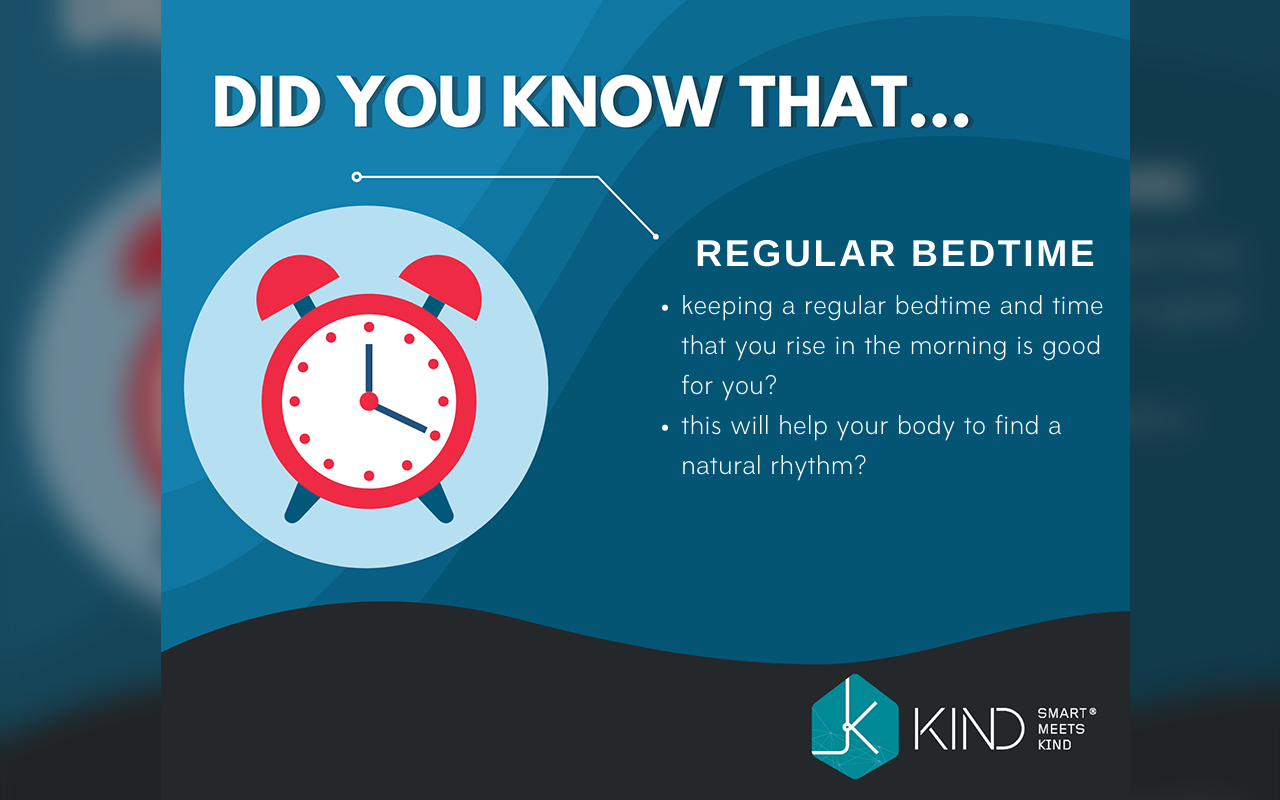 DID YOU KNOW THAT...
REGULAR BEDTIME
• keeping a regular bedtime and time
that you rise in the morning is good
for you?
• this will help your body to find a
natural rhythm?
KIND
SMART®
MEETS
KIND